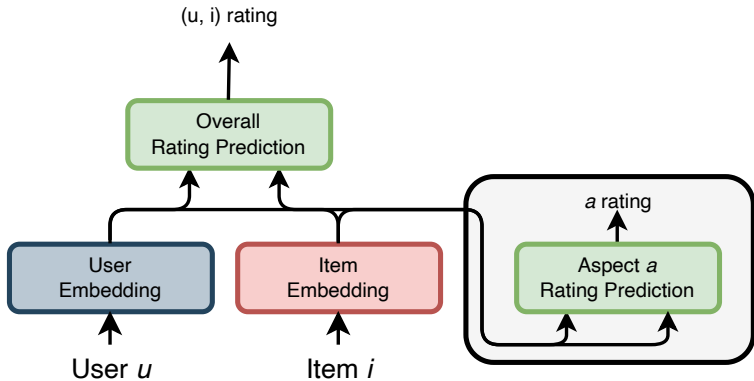 (u, i) rating
Overall
Rating Prediction
a rating
User
Embedding
Item
Embedding
Aspect a
Rating Prediction
User u
Item i